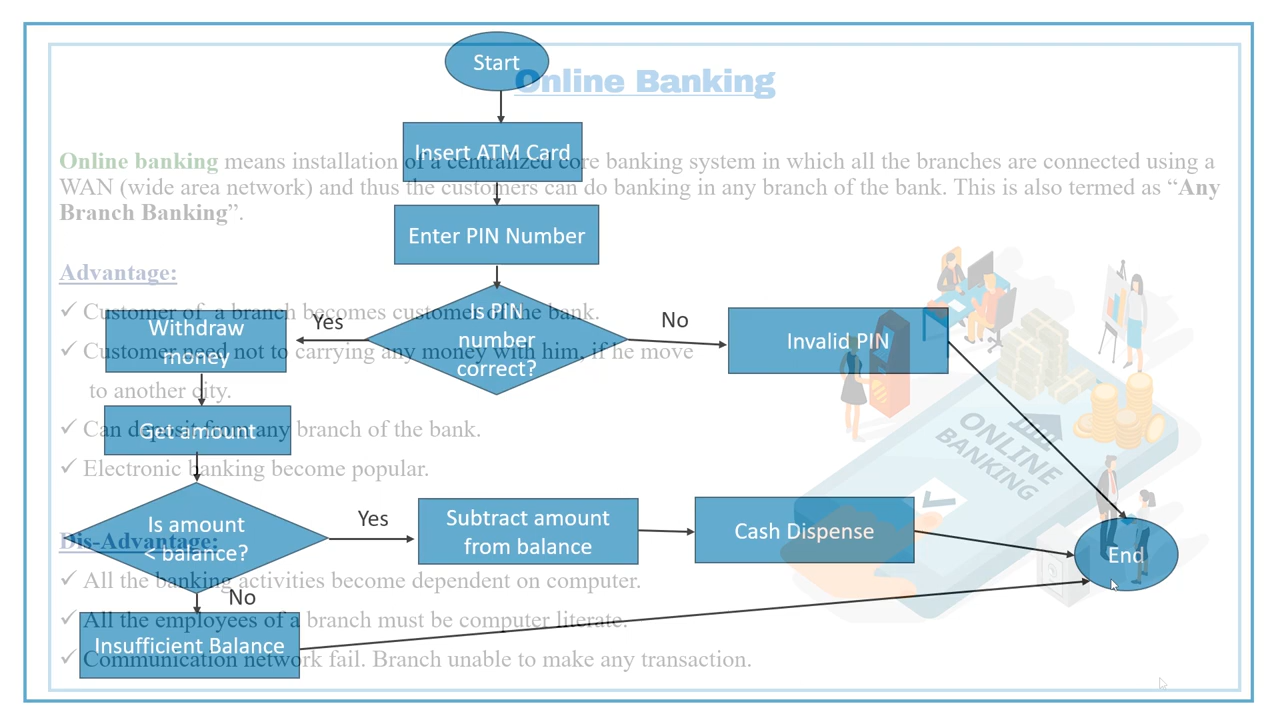 Start
Online Banking
Insert ATM Card
Online banking means installation of a centralized core banking system in which all the branches are connected using a
WAN (wide area network) and thus the customers can do banking in any branch of the bank. This is also termed as “Any
Branch Banking”.
Enter PIN Number
Advantage:
Is PIN
number
correct?
Yes
No
Withdraw
money
Invalid PIN
✓ Customer of a branch becomes customer of the bank.
✓ Customer need not to carrying any money with him, if he move
to another city.
Get amount
✓ Can deposit from any branch of the bank.
✓ Electronic banking become popular.
ONLINE
BANKING
Is amount
< balance?
Yes
Subtract amount
from balance
Cash Dispense
End
Dis-Advantage:
✓ All the banking activities become dependent on computer.
No
✓ All the employees of a branch must be computer literate.
Insufficient Balance
✓ Communication network fail. Branch unable to make any transaction.